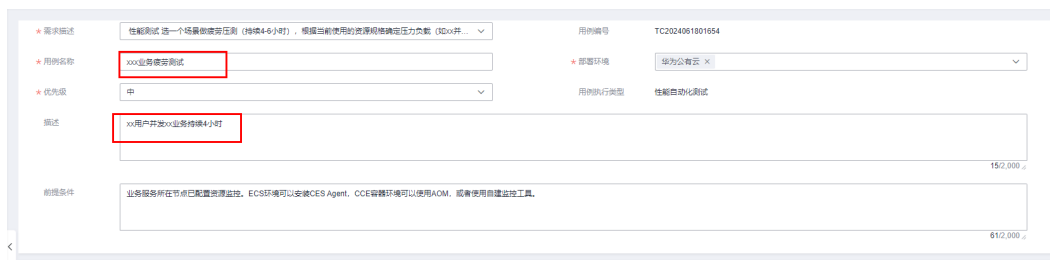 * 需求描述 性能测试 选一个场景做疲劳压测（持续4-6小时），根据当前使用的资源规格确定压力负载（如xx并... 用例编号 TC2024061801654
* 用例名称 xxx业务疲劳测试 * 部署环境 华为公有云 ×
* 优先级 中 用例执行类型 性能自动化测试
描述 xx用户并发xx业务持续4小时
15/2,000
前提条件 业务服务所在节点已配置资源监控。ECS环境可以安装CES Agent、CCE容器环境可以使用AOM、或者使用自建监控工具。
61/2,000